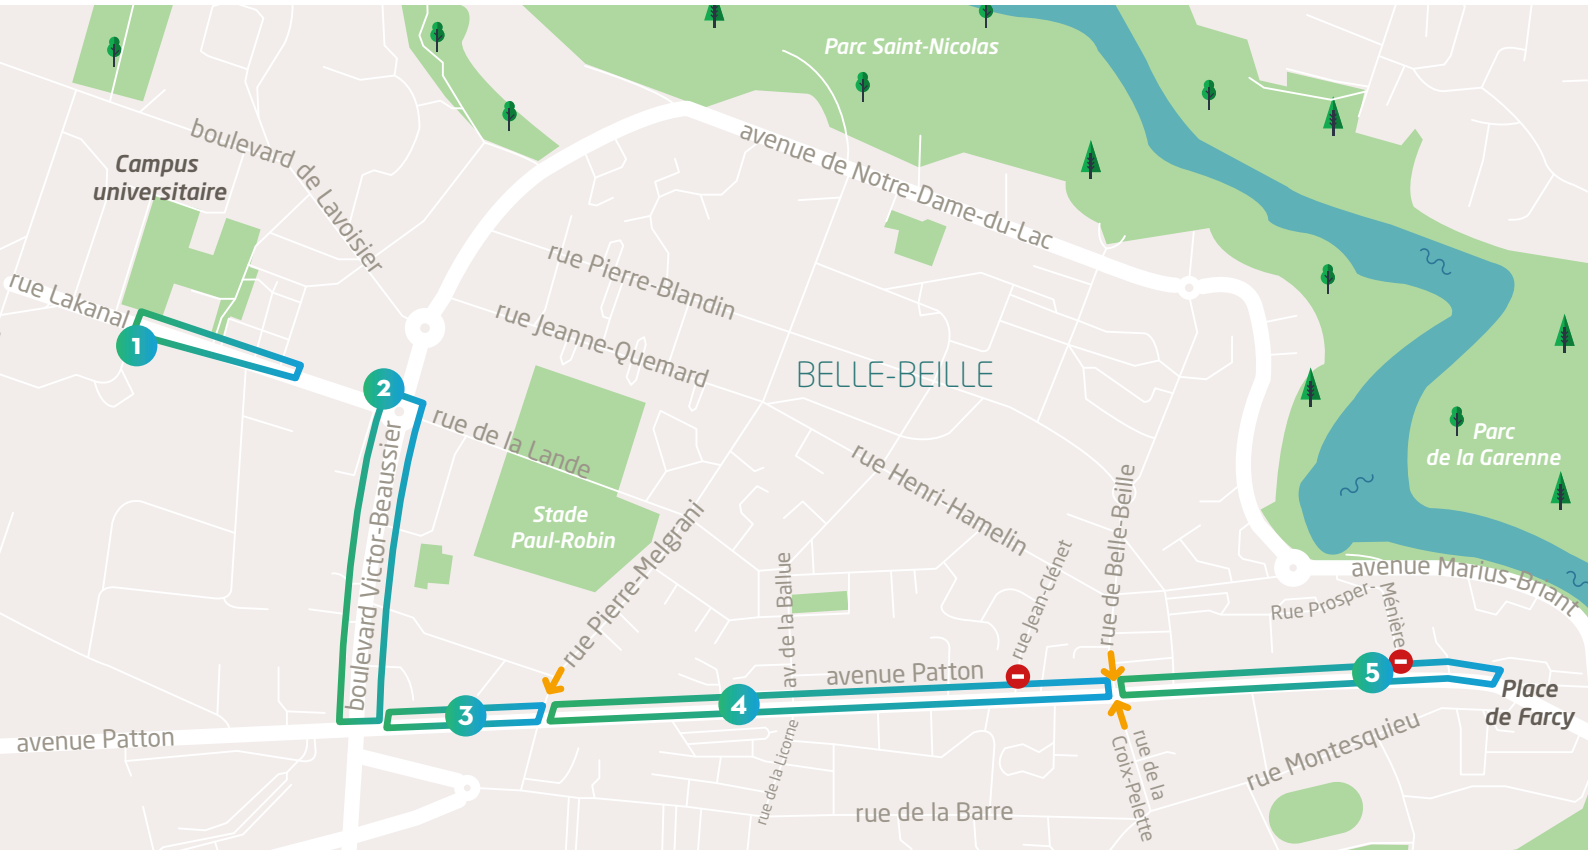 Parc Saint-Nicolas
boulevard de Lavoisier
avenue de Notre-Dame-du-Lac
Campus
universitaire
rue Lakanal
rue Pierre-Blandin
rue Jeanne-Quemard
1
2
BELLE-BEILLE
rue de la Lande
boulevard Victor-Beaussier
Stade
Paul-Robin
rue Henri-Hamelin
Parc
de la Garenne
rue Pierre-Melgrani
av. de la Ballue
rue Jean-Clénet
rue de Belle-Beille
avenue Marius-Briant
Rue Prosper-
Ménière
avenue Patton
3
4
5
Place
de Farcy
avenue Patton
rue de la Licorne
rue de la
Croix-Pelette
rue Montesquieu
rue de la Barre